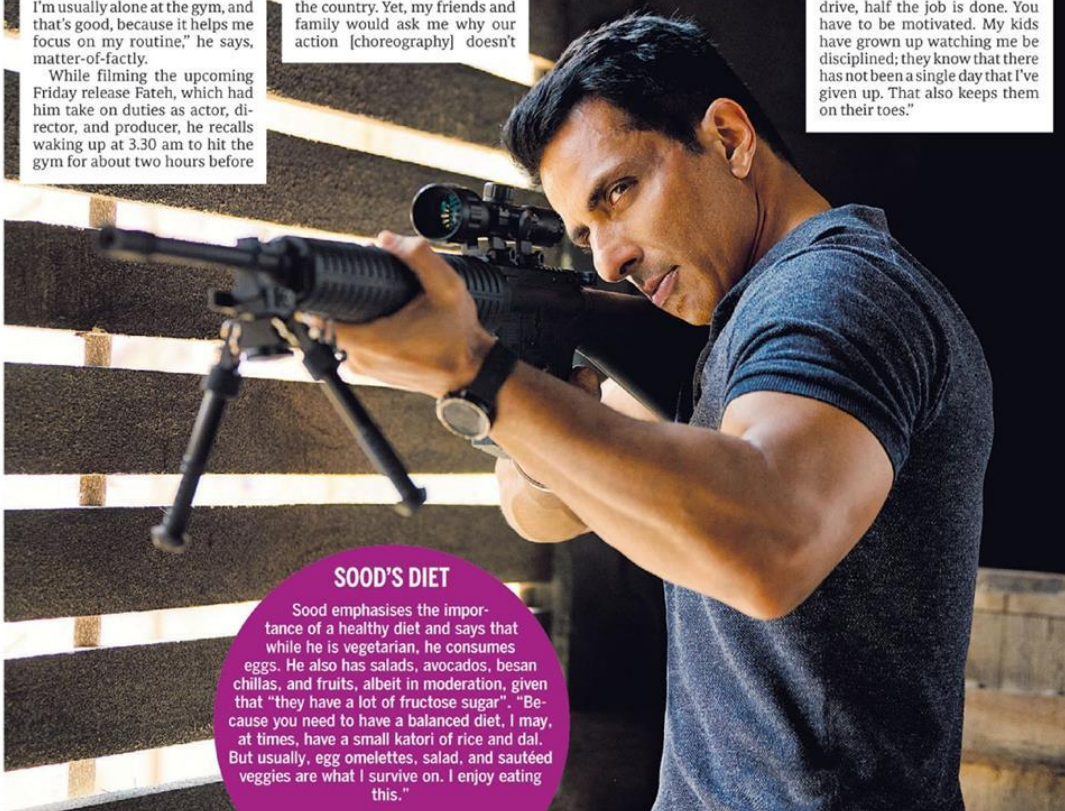 I'm usually alone at the gym, and
that's good, because it helps me
focus on my routine," he says,
matter-of-factly.
While filming the upcoming
Friday release Fateh, which had
him take on duties as actor, di-
rector, and producer, he recalls
waking up at 3.30 am to hit the
gym for about two hours before
the country. Yet, my friends and
family would ask me why our
action [choreography] doesn't
drive, half the job is done. You
have to be motivated. My kids
have grown up watching me be
disciplined; they know that there
has not been a single day that I've
given up. That also keeps them
on their toes."
SOOD'S DIET
Sood emphasises the impor-
tance of a healthy diet and says that
while he is vegetarian, he consumes
eggs. He also has salads, avocados, besan
chillas, and fruits, albeit in moderation, given
that "they have a lot of fructose sugar". "Be-
cause you need to have a balanced diet, I may,
at times, have a small katori of rice and dal.
But usually, egg omelettes, salad, and sautéed
veggies are what I survive on. I enjoy eating
this."